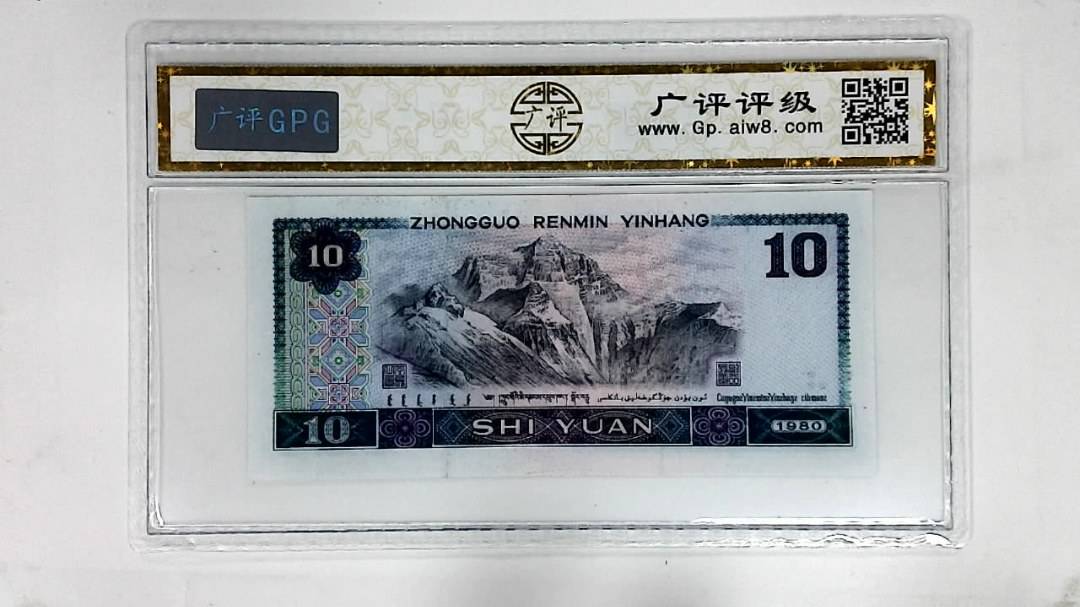 广评GPG
广评
广评评级
www.Gp.aiw8.com
ZHONGGUO RENMIN YINHANG
10
10
10
SHI YUAN
1980